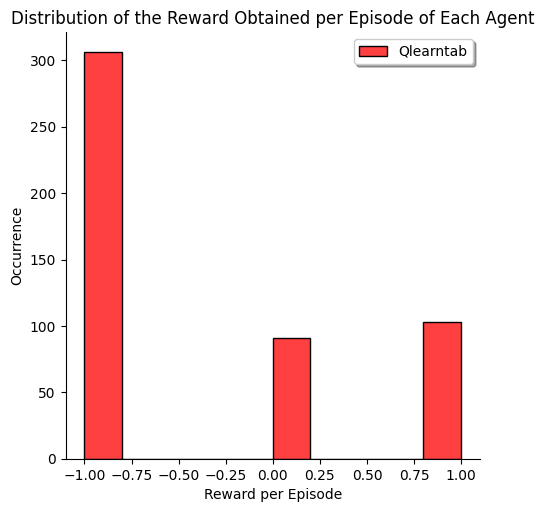 Distribution of the Reward Obtained per Episode of Each Agent
Qlearntab
300
250
200
150
100
50
0
Occurrence
−1.00 −0.75 −0.50 −0.25 0.00 0.25 0.50 0.75 1.00
Reward per Episode